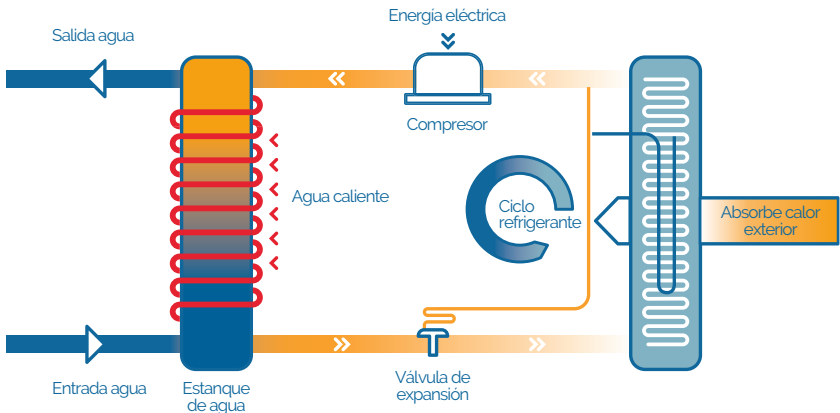 Energía eléctrica
Salida agua
Compresor
Agua caliente
Ciclo
refrigerante
Absorbe calor
exterior
Entrada agua
Estanque
de agua
Válvula de
expansión